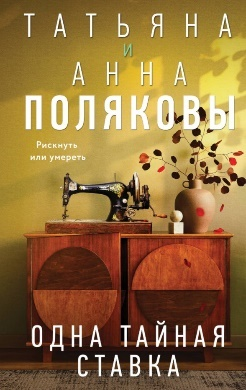 ТАТЬЯНА
И
АННА
ПОЛЯКОВЫ
Рискнуть
или умереть
ОДНА ТАЙНАЯ
СТАВКА